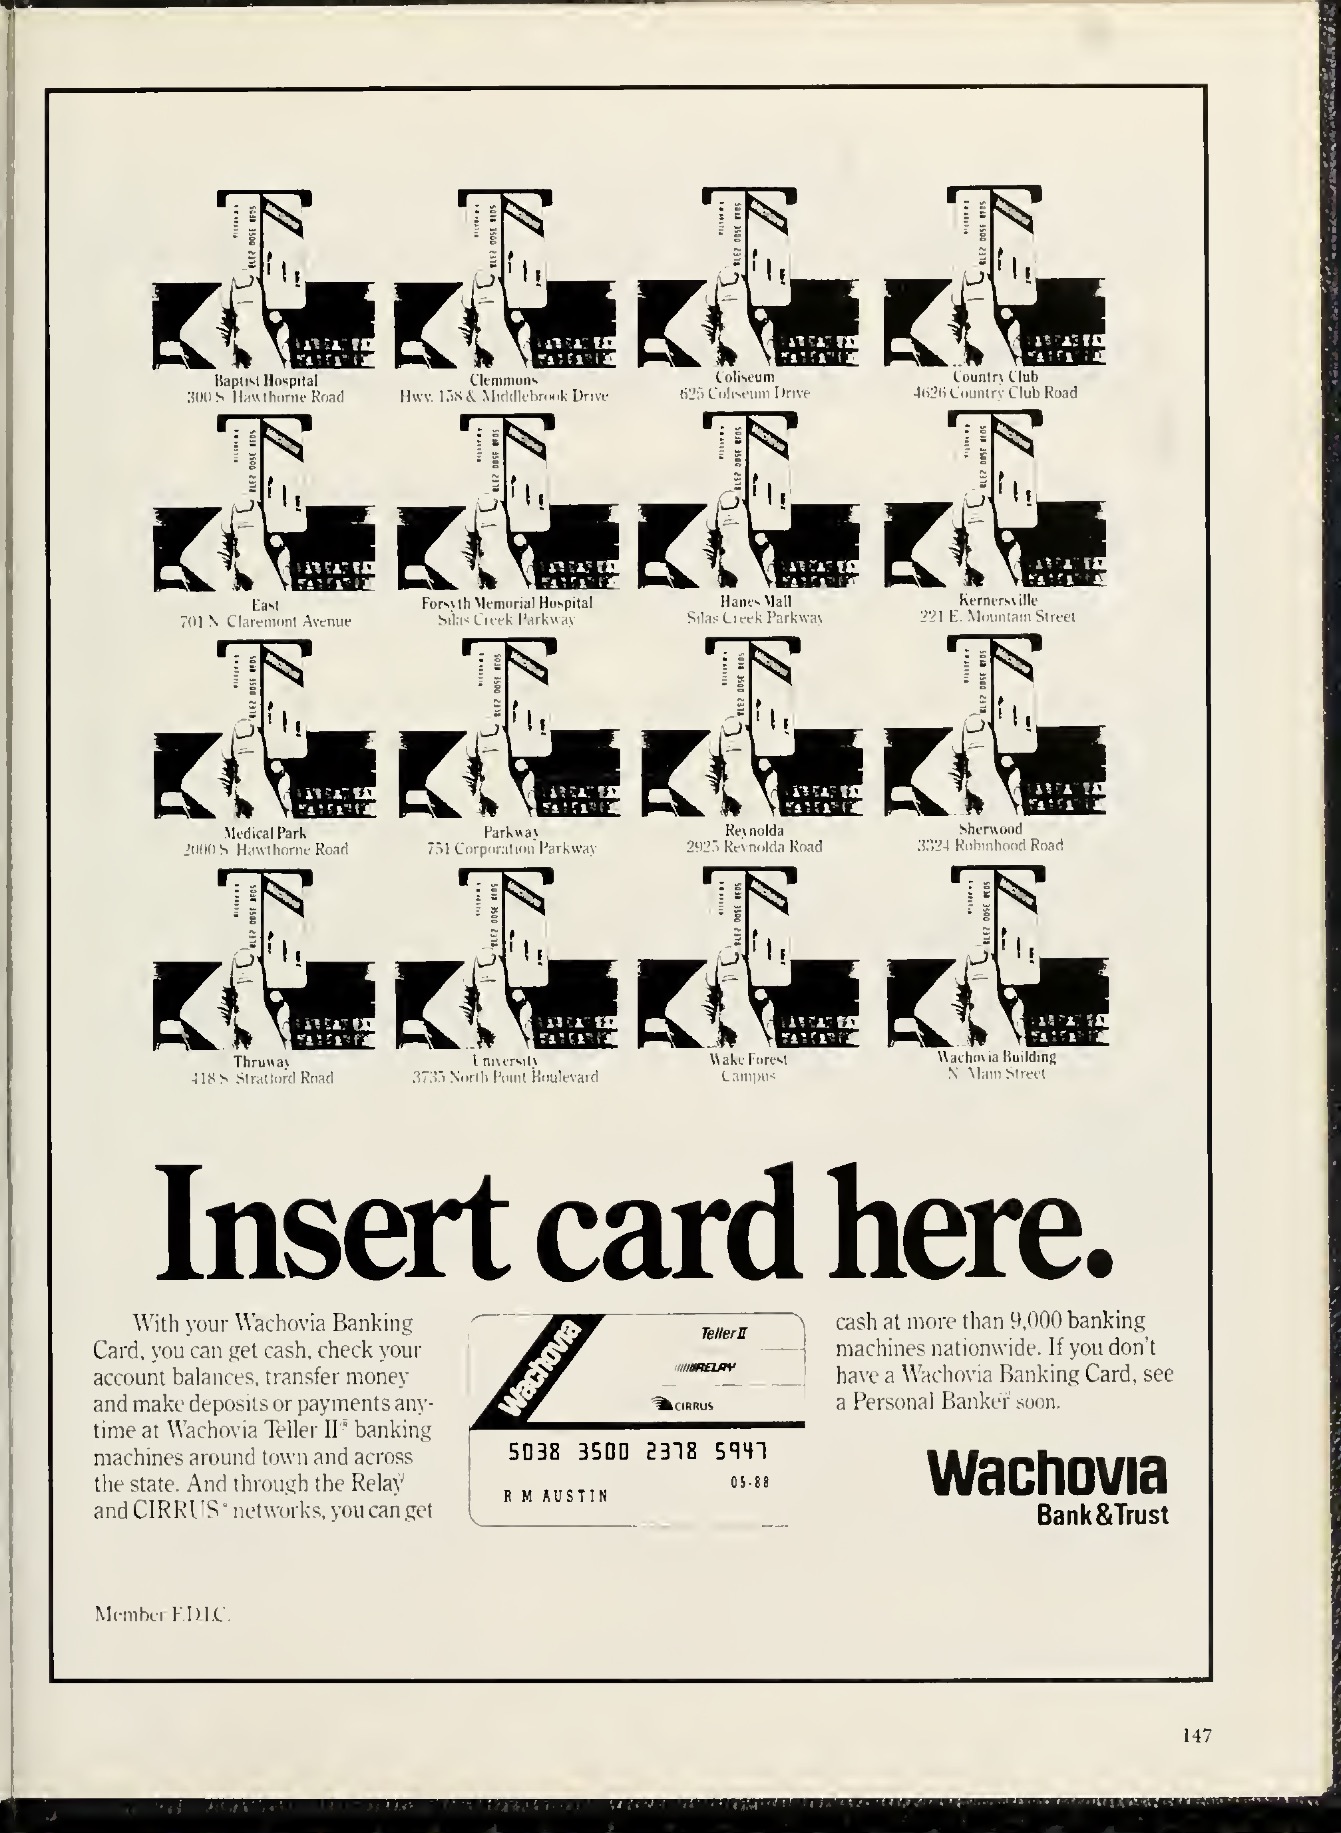 Baptist Hospital
300 S. Hawthorne Road
Clemmons
Hwy. 158 & Middlebrook Drive
Coliseum
625 Coliseum Drive
Country Club
4626 Country Club Road
East
701 N. Claremont Avenue
Forsyth Memorial Hospital
Silas Creek Parkway
Hanes Mall
Silas Creek Parkway
Kernersville
221 E. Mountain Street
Medical Park
2000 S. Hawthorne Road
Parkway
751 Corporation Parkway
Reynolda
2925 Reynolda Road
Sherwood
3324 Robinhood Road
Thruway
418 S. Stratford Road
University
3735 North Point Boulevard
Wake Forest
Campus
Wachovia Building
N. Main Street
Insert card here.
With your Wachovia Banking
Card, you can get cash, check your
account balances, transfer money
and make deposits or payments any-
time at Wachovia Teller II® banking
machines around town and across
the state. And through the Relay®
and CIRRUS® networks, you can get
Wachovia
Teller II
RELAY
CIRRUS
5038 3500 2378 5947
05-88
R M AUSTIN
cash at more than 9,000 banking
machines nationwide. If you don't
have a Wachovia Banking Card, see
a Personal Banker® soon.
Wachovia
Bank&Trust
Member F.D.I.C.
147